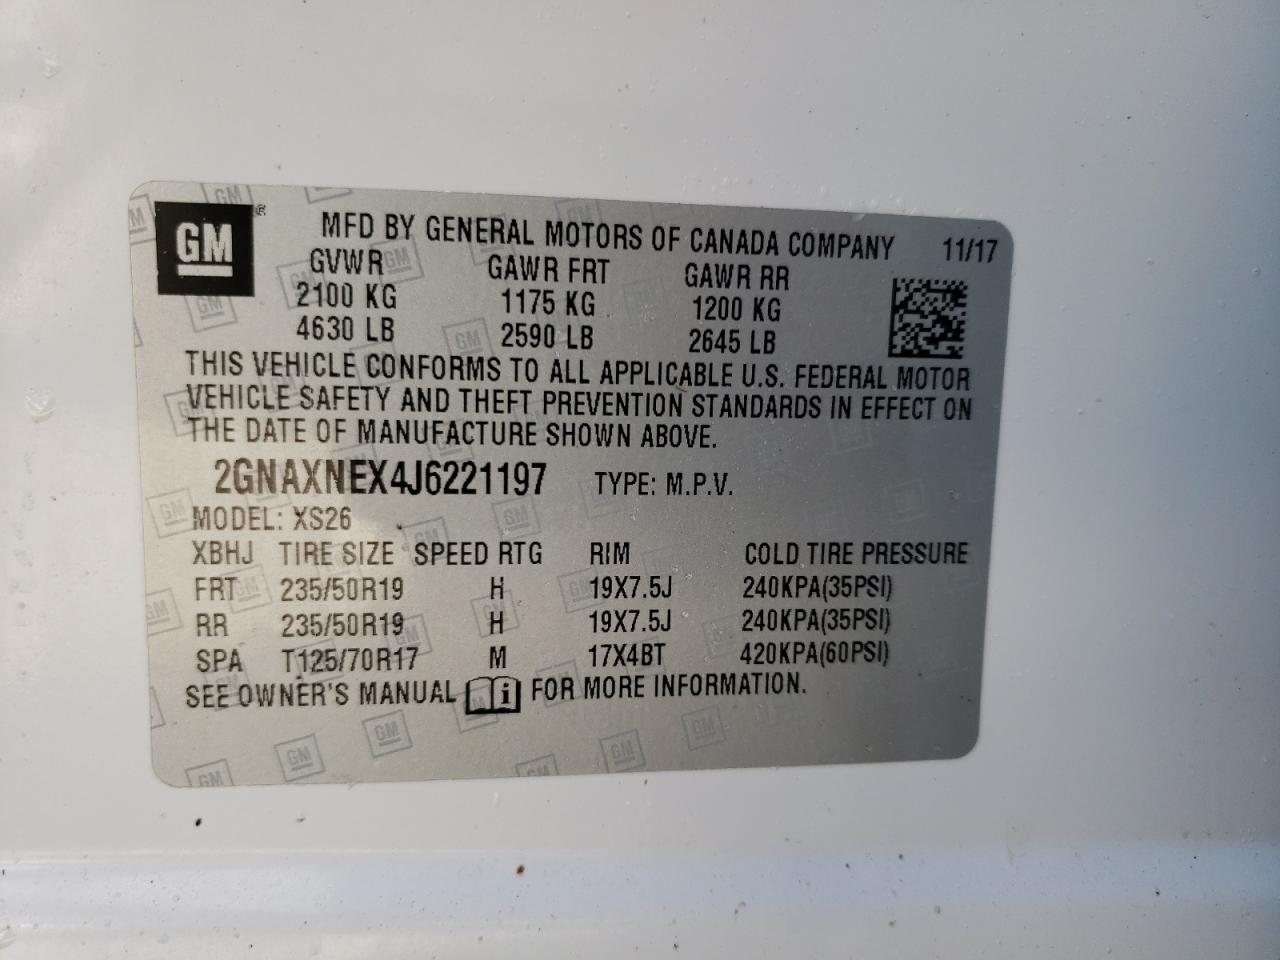 GM ® MFD BY GENERAL MOTORS OF CANADA COMPANY 11/17
GVWR GAWR FRT GAWR RR
2100 KG 1175 KG 1200 KG
4630 LB 2590 LB 2645 LB
THIS VEHICLE CONFORMS TO ALL APPLICABLE U.S. FEDERAL MOTOR
VEHICLE SAFETY AND THEFT PREVENTION STANDARDS IN EFFECT ON
THE DATE OF MANUFACTURE SHOWN ABOVE.
2GNAXNEX4J6221197 TYPE: M.P.V.
MODEL: XS26
XBHJ TIRE SIZE SPEED RTG RIM COLD TIRE PRESSURE
FRT 235/50R19 H 19X7.5J 240KPA(35PSI)
RR 235/50R19 H 19X7.5J 240KPA(35PSI)
SPA T125/70R17 M 17X4BT 420KPA(60PSI)
SEE OWNER'S MANUAL i FOR MORE INFORMATION.